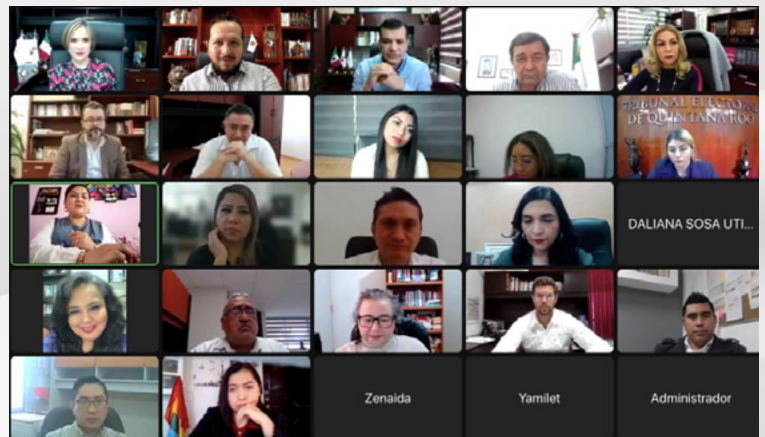 TRIBUNAL ELECTORAL
DE QUINTANA ROO
DALIANA SOSA UTI...
Zenaida
Yamilet
Administrador